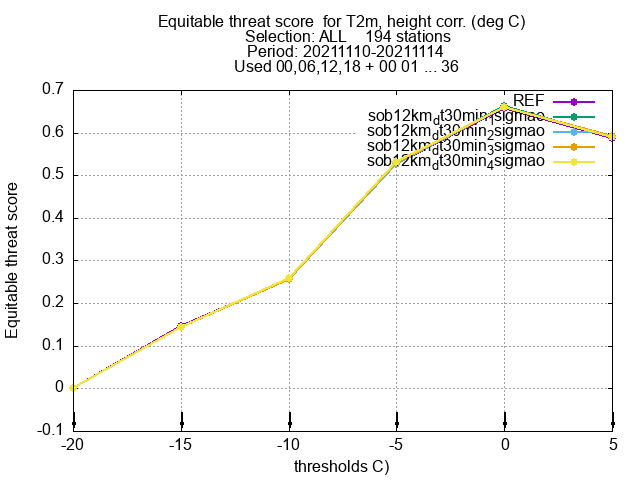 Equitable threat score  for T2m, height corr. (deg C)
Selection: ALL    194 stations
Period: 20211110-20211114
Used 00,06,12,18 + 00 01 ... 36
REF
sob12km_dt30min_1sigmao
sob12km_dt30min_2sigmao
sob12km_dt30min_3sigmao
sob12km_dt30min_4sigmao
Equitable threat score
0.7
0.6
0.5
0.4
0.3
0.2
0.1
0
-0.1
-20 -15 -10 -5 0 5
thresholds C)